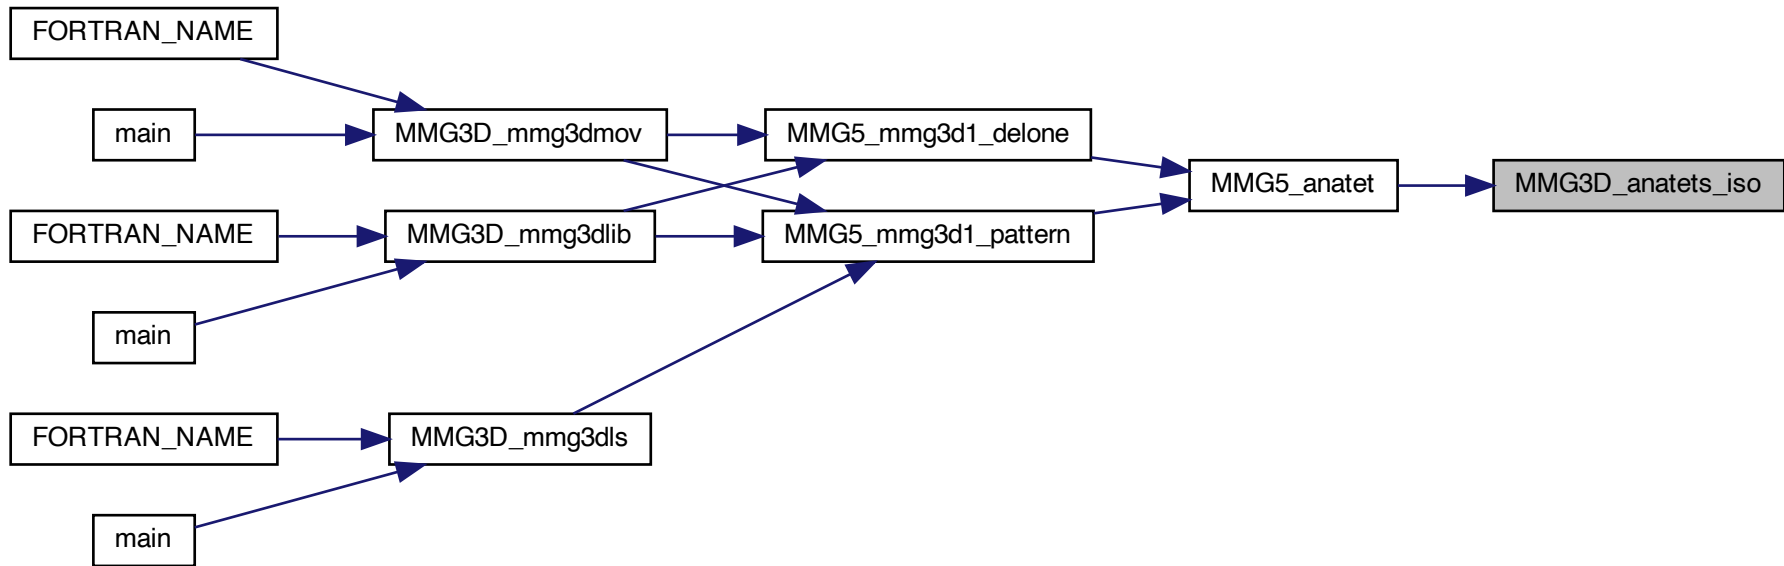 FORTRAN_NAME
main
MMG3D_mmg3dmov
MMG5_mmg3d1_delone
MMG5_anatet
MMG3D_anatets_iso
FORTRAN_NAME
MMG3D_mmg3dlib
MMG5_mmg3d1_pattern
main
FORTRAN_NAME
MMG3D_mmg3dls
main